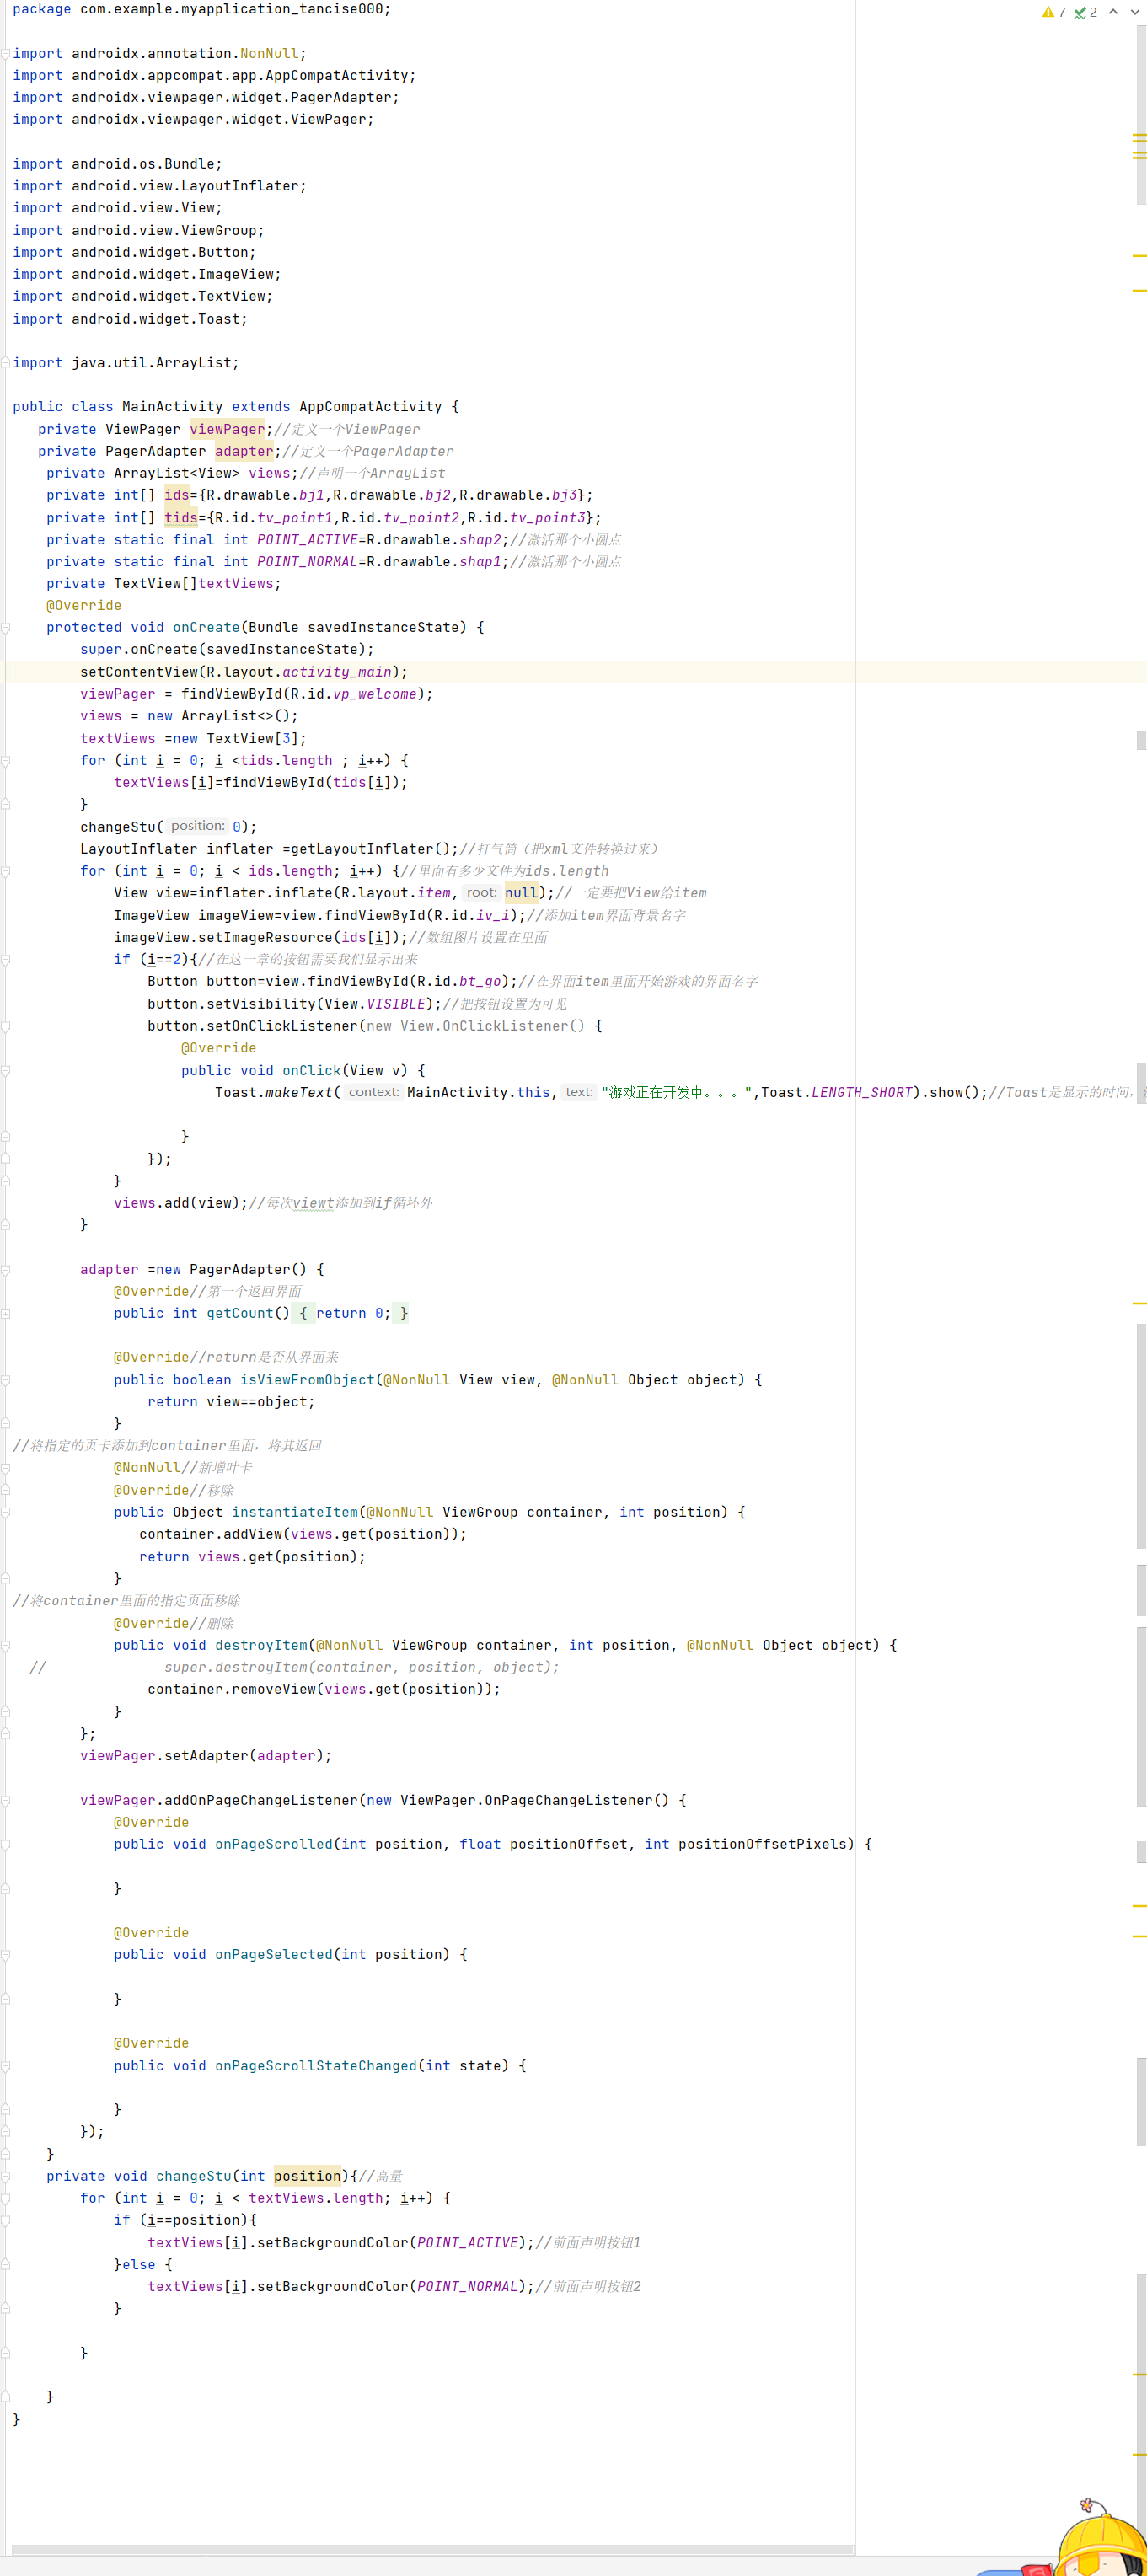 package com.example.myapplication_tancise000;
7 2
import androidx.annotation.NonNull;
import androidx.appcompat.app.AppCompatActivity;
import androidx.viewpager.widget.PagerAdapter;
import androidx.viewpager.widget.ViewPager;
import android.os.Bundle;
import android.view.LayoutInflater;
import android.view.View;
import android.view.ViewGroup;
import android.widget.Button;
import android.widget.ImageView;
import android.widget.TextView;
import android.widget.Toast;
import java.util.ArrayList;
public class MainActivity extends AppCompatActivity {
private ViewPager viewPager;//定义一个ViewPager
private PagerAdapter adapter;//定义一个PagerAdapter
private ArrayList<View> views;//声明一个ArrayList
private int[] ids={R.drawable.bj1,R.drawable.bj2,R.drawable.bj3};
private int[] tids={R.id.tv_point1,R.id.tv_point2,R.id.tv_point3};
private static final int POINT_ACTIVE=R.drawable.shap2;//激活那个小圆点
private static final int POINT_NORMAL=R.drawable.shap1;//激活那个小圆点
private TextView[]textViews;
@Override
protected void onCreate(Bundle savedInstanceState) {
super.onCreate(savedInstanceState);
setContentView(R.layout.activity_main);
viewPager = findViewById(R.id.vp_welcome);
views = new ArrayList<>();
textViews =new TextView[3];
for (int i = 0; i <tids.length ; i++) {
textViews[i]=findViewById(tids[i]);
}
changeStu( position: 0);
LayoutInflater inflater =getLayoutInflater();//打气筒（把xml文件转换过来）
for (int i = 0; i < ids.length; i++) {//里面有多少文件为ids.length
View view=inflater.inflate(R.layout.item, root: null);//一定要把View给item
ImageView imageView=view.findViewById(R.id.iv_i);//添加item界面背景名字
imageView.setImageResource(ids[i]);//数组图片设置在里面
if (i==2){//在这一章的按钮需要我们显示出来
Button button=view.findViewById(R.id.bt_go);//在界面item里面开始游戏的界面名字
button.setVisibility(View.VISIBLE);//把按钮设置为可见
button.setOnClickListener(new View.OnClickListener() {
@Override
public void onClick(View v) {
Toast.makeText( context: MainActivity.this, text: "游戏正在开发中。。。",Toast.LENGTH_SHORT).show();//Toast是显示的时间，
}
});
}
views.add(view);//每次viewt添加到if循环外
}
adapter =new PagerAdapter() {
@Override//第一个返回界面
public int getCount() { return 0; }
@Override//return是否从界面来
public boolean isViewFromObject(@NonNull View view, @NonNull Object object) {
return view==object;
}
//将指定的页卡添加到container里面，将其返回
@NonNull//新增叶卡
@Override//移除
public Object instantiateItem(@NonNull ViewGroup container, int position) {
container.addView(views.get(position));
return views.get(position);
}
//将container里面的指定页面移除
@Override//删除
public void destroyItem(@NonNull ViewGroup container, int position, @NonNull Object object) {
// super.destroyItem(container, position, object);
container.removeView(views.get(position));
}
};
viewPager.setAdapter(adapter);
viewPager.addOnPageChangeListener(new ViewPager.OnPageChangeListener() {
@Override
public void onPageScrolled(int position, float positionOffset, int positionOffsetPixels) {
}
@Override
public void onPageSelected(int position) {
}
@Override
public void onPageScrollStateChanged(int state) {
}
});
}
private void changeStu(int position){//高量
for (int i = 0; i < textViews.length; i++) {
if (i==position){
textViews[i].setBackgroundColor(POINT_ACTIVE);//前面声明按钮1
}else {
textViews[i].setBackgroundColor(POINT_NORMAL);//前面声明按钮2
}
}
}
}